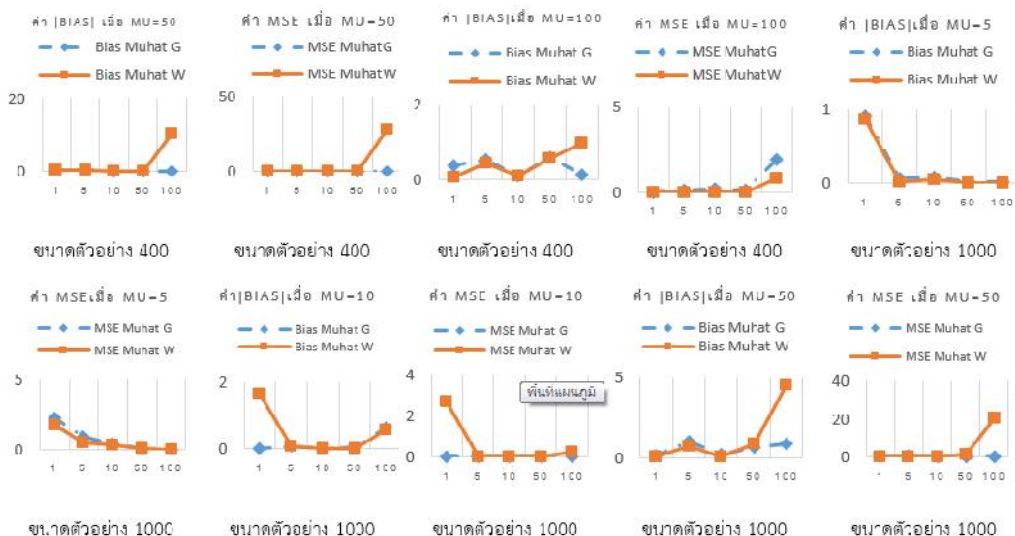 ค่า |BIAS| เมื่อ MU=50
Bias Muhat G
Bias Muhat W
20
0
1 5 10 50 100
ขนาดตัวอย่าง 400
ค่า MSE เมื่อ MU=50
MSE Muhat G
MSE Muhat W
50
0
1 5 10 50 100
ขนาดตัวอย่าง 400
ค่า |BIAS| เมื่อ MU=100
Bias Muhat G
Bias Muhat W
2
0
1 5 10 50 100
ขนาดตัวอย่าง 400
ค่า MSE เมื่อ MU=100
MSE Muhat G
MSE Muhat W
5
0
1 5 10 50 100
ขนาดตัวอย่าง 400
ค่า |BIAS| เมื่อ MU=5
Bias Muhat G
Bias Muhat W
1
0
1 5 10 50 100
ขนาดตัวอย่าง 1000
ค่า MSE เมื่อ MU=5
MSE Muhat G
MSE Muhat W
5
0
1 5 10 50 100
ขนาดตัวอย่าง 1000
ค่า |BIAS| เมื่อ MU=10
Bias Muhat G
Bias Muhat W
2
0
1 5 10 50 100
ขนาดตัวอย่าง 1000
ค่า MSE เมื่อ MU=10
MSE Muhat G
MSE Muhat W
4
2
0
พื้นที่แผนภูมิ
1 5 10 50 100
ขนาดตัวอย่าง 1000
ค่า |BIAS| เมื่อ MU=50
Bias Muhat G
Bias Muhat W
5
0
1 5 10 50 100
ขนาดตัวอย่าง 1000
ค่า MSE เมื่อ MU=50
MSE Muhat G
MSE Muhat W
40
20
0
1 5 10 50 100
ขนาดตัวอย่าง 1000